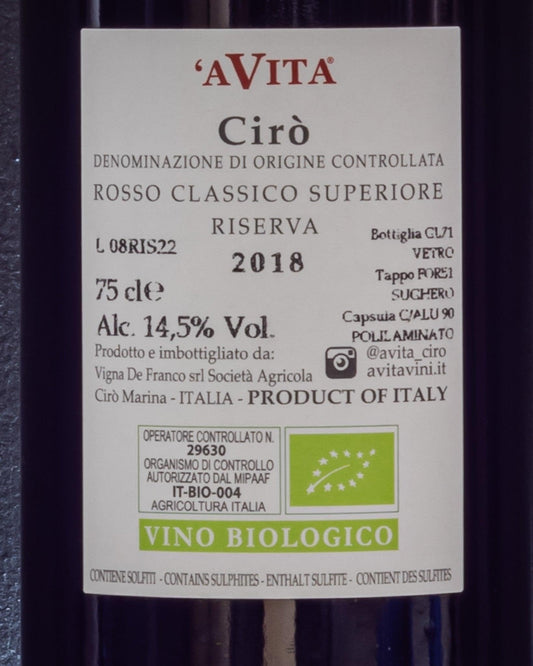 'AVITA®
Cirò
DENOMINAZIONE DI ORIGINE CONTROLLATA
ROSSO CLASSICO SUPERIORE
RISERVA
2018
L 08RIS22
75 cl e
Alc. 14,5% Vol.
Bottiglia GL71
VETRO
Tappo FOR51
SUGHERO
Capsula C/ALU 90
POLILAMINATO
Prodotto e imbottigliato da:
Vigna De Franco srl Società Agricola
@avita_ciro
avitavini.it
Cirò Marina - ITALIA - PRODUCT OF ITALY
OPERATORE CONTROLLATO N.
29630
ORGANISMO DI CONTROLLO
AUTORIZZATO DAL MIPAAF
IT-BIO-004
AGRICOLTURA ITALIA
VINO BIOLOGICO
CONTIENE SOLFITI - CONTAINS SULPHITES - ENTHALT SULFITE - CONTIENT DES SULFITES